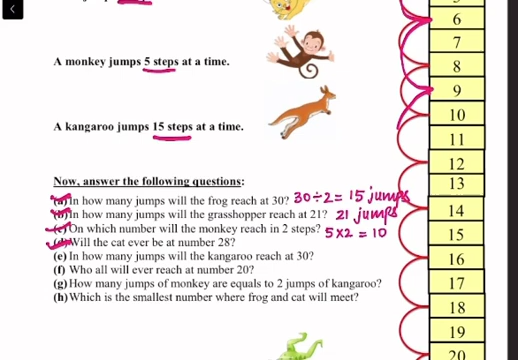 A monkey jumps 5 steps at a time.
A kangaroo jumps 15 steps at a time.
Now, answer the following questions:
(a) In how many jumps will the frog reach at 30? 30÷2= 15 jumps
(b) In how many jumps will the grasshopper reach at 21? 21 jumps
(c) On which number will the monkey reach in 2 steps? 5x2 = 10
(d) Will the cat ever be at number 28?
(e) In how many jumps will the kangaroo reach at 30?
(f) Who all will ever reach at number 20?
(g) How many jumps of monkey are equals to 2 jumps of kangaroo?
(h) Which is the smallest number where frog and cat will meet?
6
7
8
9
10
11
12
13
14
15
16
17
18
19
20